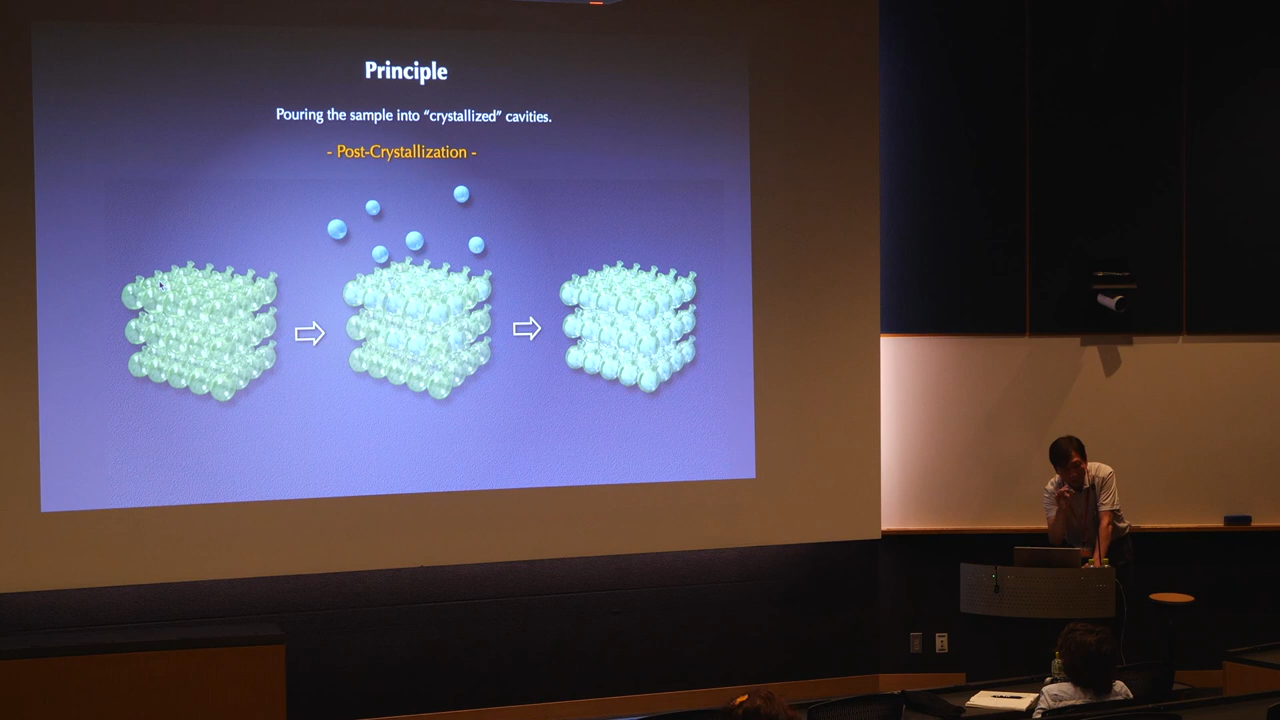 Principle
Pouring the sample into “crystallized” cavities.
- Post-Crystallization -